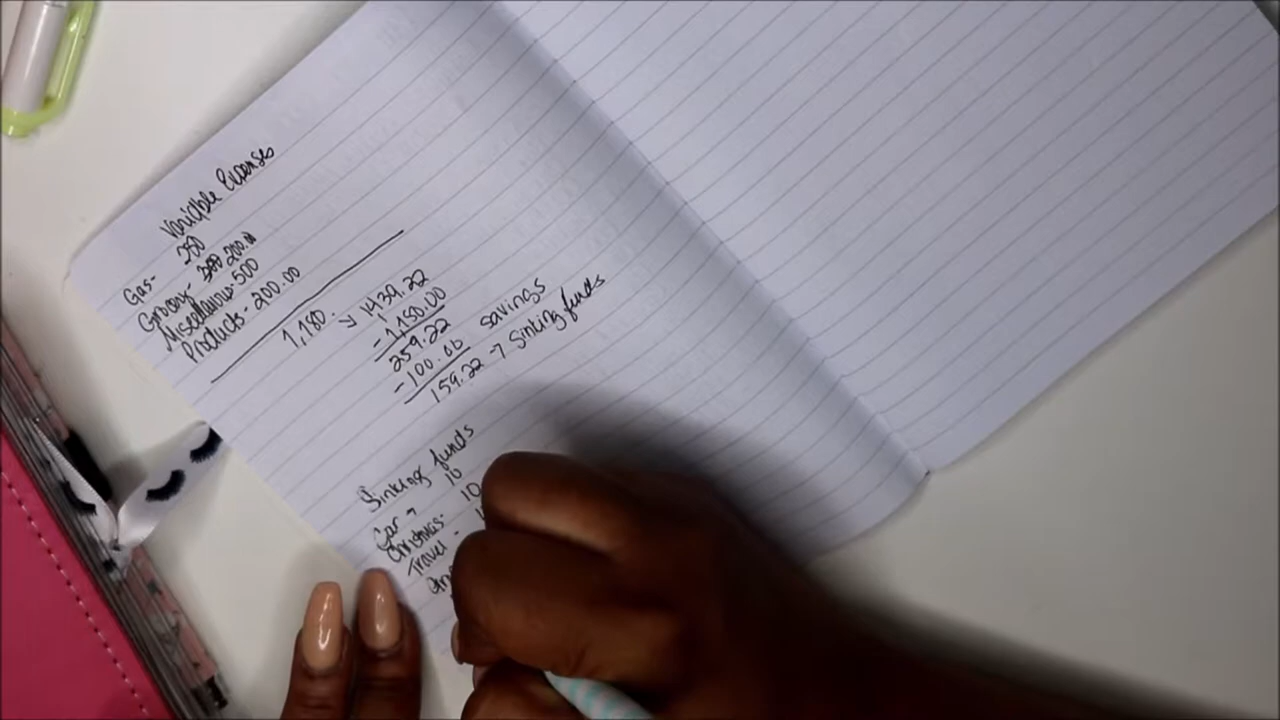 Variable Expenses
Gas- 250
Grocery- 200.00
Miscellaneous- 500
Products- 200.00
1,180. → 1439.22
-1,180.00
259.22
-100.00 savings
159.22 → Sinking funds
Sinking funds
Car - 10
Christmas- 10
Travel -